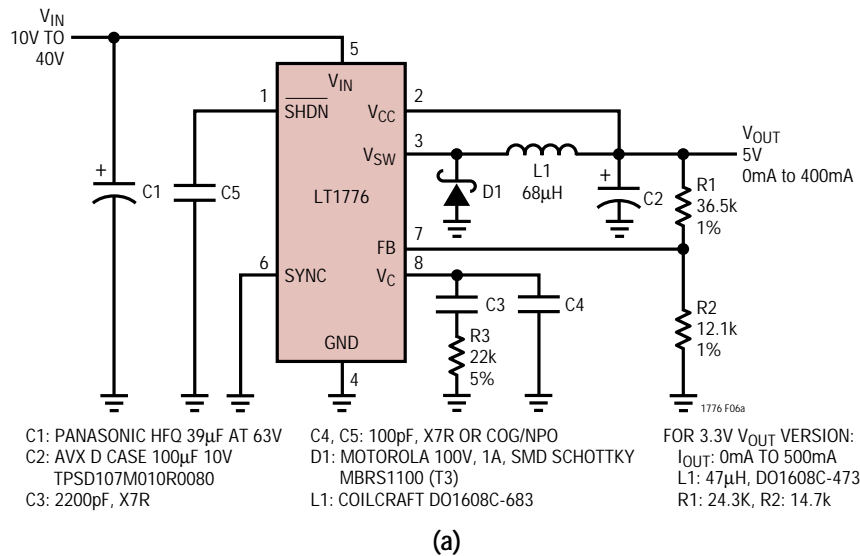 VIN
10V TO
40V
5
VIN
1
SHDN
VCC
2
VSW
3
LT1776
L1
68µH
D1
+
C1
C5
+
C2
VOUT
5V
0mA to 400mA
R1
36.5k
1%
FB
7
6
SYNC
VC
8
C3
C4
R3
22k
5%
R2
12.1k
1%
GND
4
1776 F06a
C1: PANASONIC HFQ 39µF AT 63V
C2: AVX D CASE 100µF 10V
TPSD107M010R0080
C3: 2200pF, X7R
C4, C5: 100pF, X7R OR COG/NPO
D1: MOTOROLA 100V, 1A, SMD SCHOTTKY
MBRS1100 (T3)
L1: COILCRAFT DO1608C-683
FOR 3.3V VOUT VERSION:
IOUT: 0mA TO 500mA
L1: 47µH, DO1608C-473
R1: 24.3K, R2: 14.7k
(a)